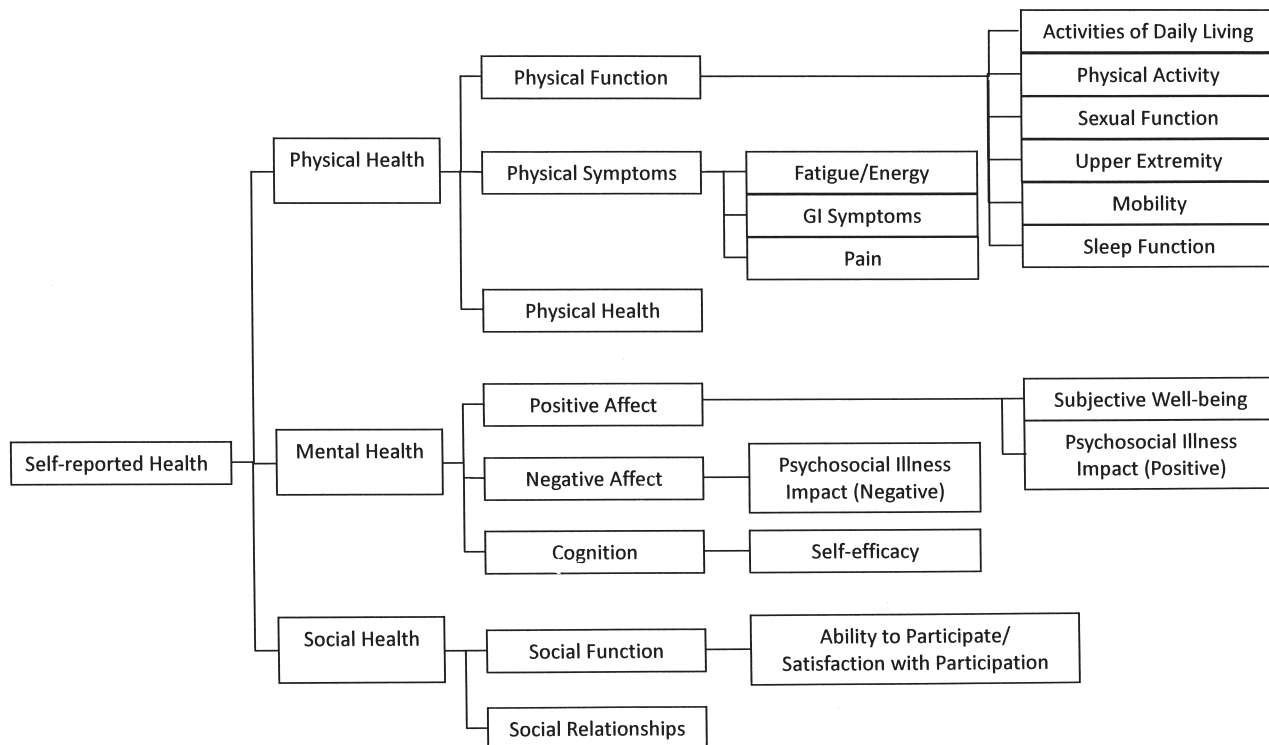 Activities of Daily Living
Physical Function
Physical Activity
Sexual Function
Physical Health
Physical Symptoms
Fatigue/Energy
Upper Extremity
GI Symptoms
Mobility
Pain
Sleep Function
Physical Health
Positive Affect
Subjective Well-being
Self-reported Health
Mental Health
Negative Affect
Psychosocial Illness
Impact (Negative)
Psychosocial Illness
Impact (Positive)
Cognition
Self-efficacy
Social Health
Social Function
Ability to Participate/
Satisfaction with Participation
Social Relationships